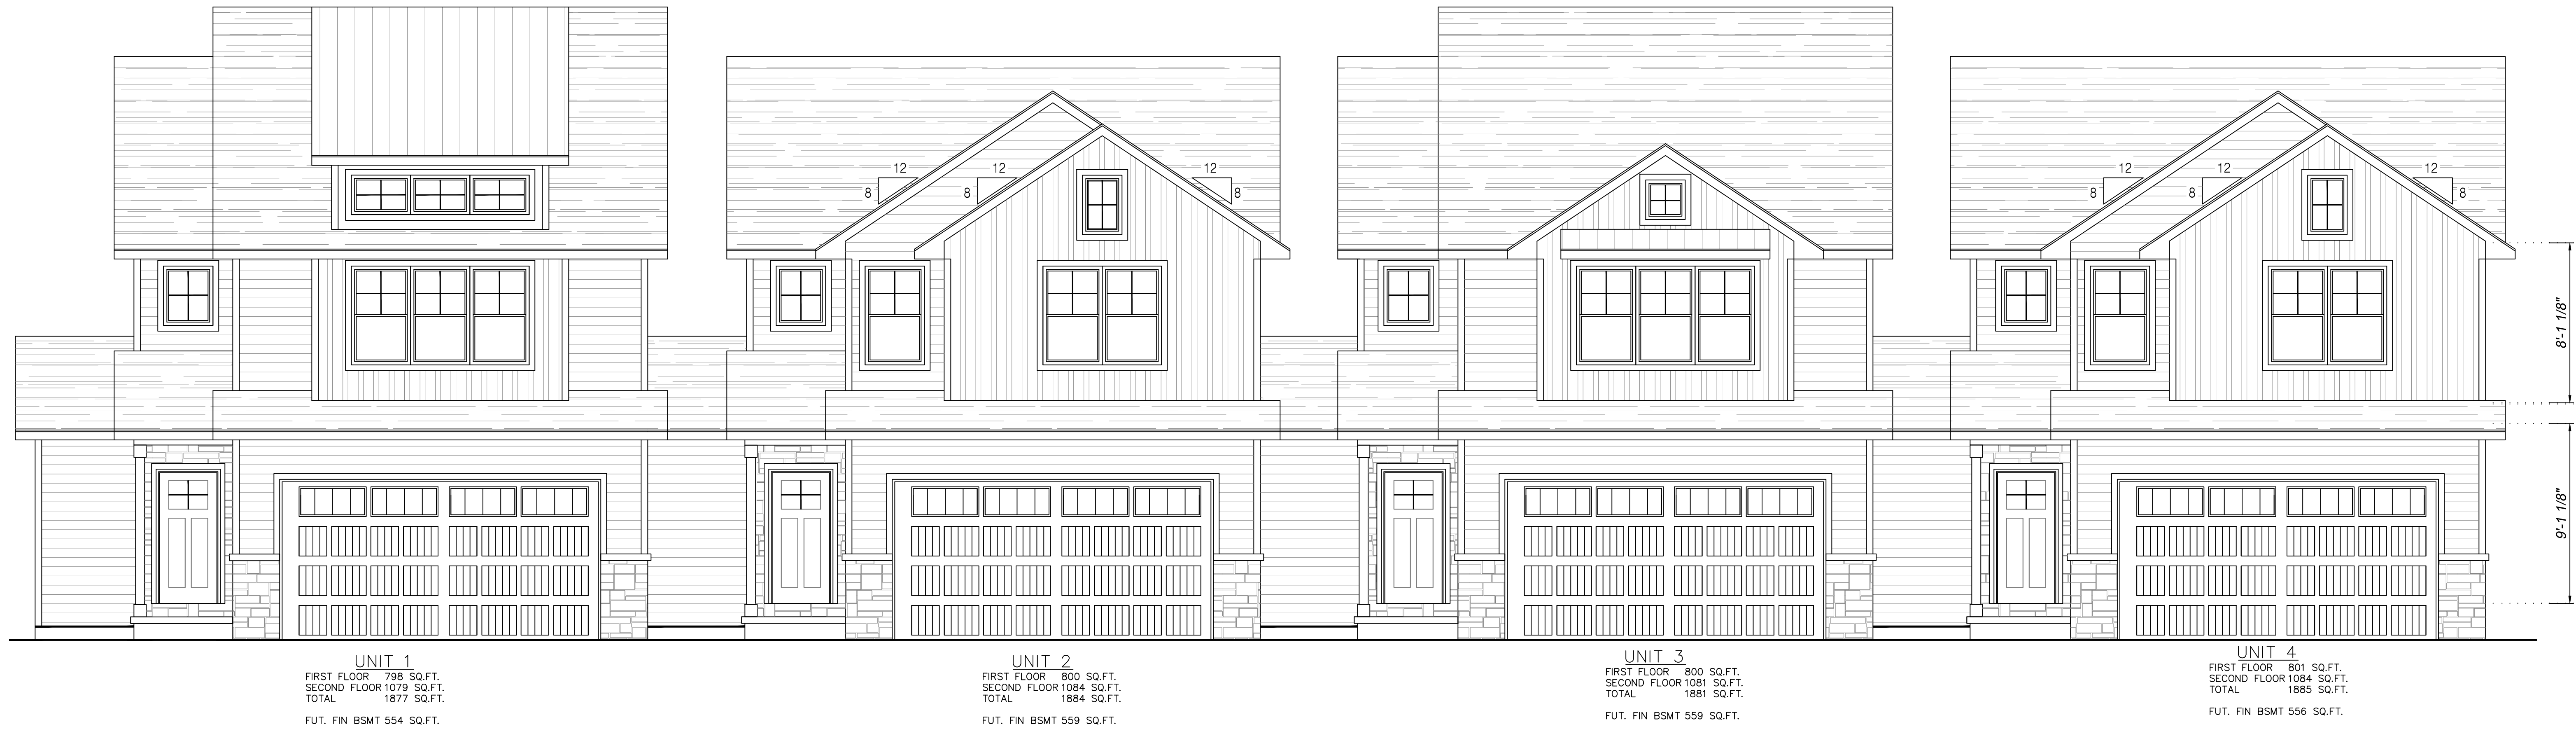 12
12
12
8
8
8
12
12
12
8
8
8
8'-1 1/8"
9'-1 1/8"
UNIT 1
FIRST FLOOR 798 SQ.FT.
SECOND FLOOR 1079 SQ.FT.
TOTAL 1877 SQ.FT.
FUT. FIN BSMT 554 SQ.FT.
UNIT 2
FIRST FLOOR 800 SQ.FT.
SECOND FLOOR 1084 SQ.FT.
TOTAL 1884 SQ.FT.
FUT. FIN BSMT 559 SQ.FT.
UNIT 3
FIRST FLOOR 800 SQ.FT.
SECOND FLOOR 1081 SQ.FT.
TOTAL 1881 SQ.FT.
FUT. FIN BSMT 559 SQ.FT.
UNIT 4
FIRST FLOOR 801 SQ.FT.
SECOND FLOOR 1084 SQ.FT.
TOTAL 1885 SQ.FT.
FUT. FIN BSMT 556 SQ.FT.